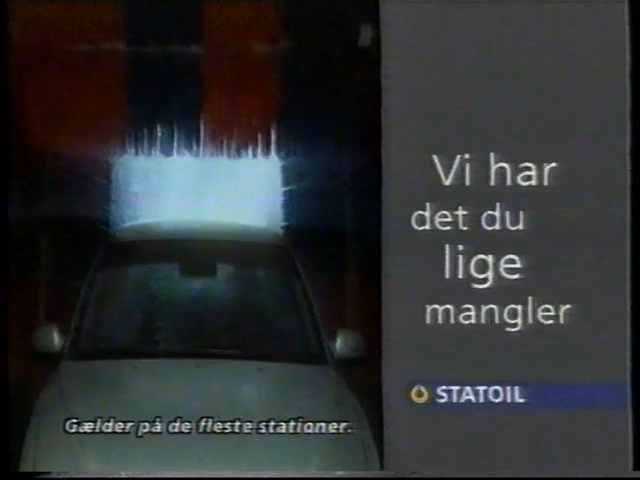 Vi har
det du
lige
mangler
STATOIL
Gælder på de fleste stationer.